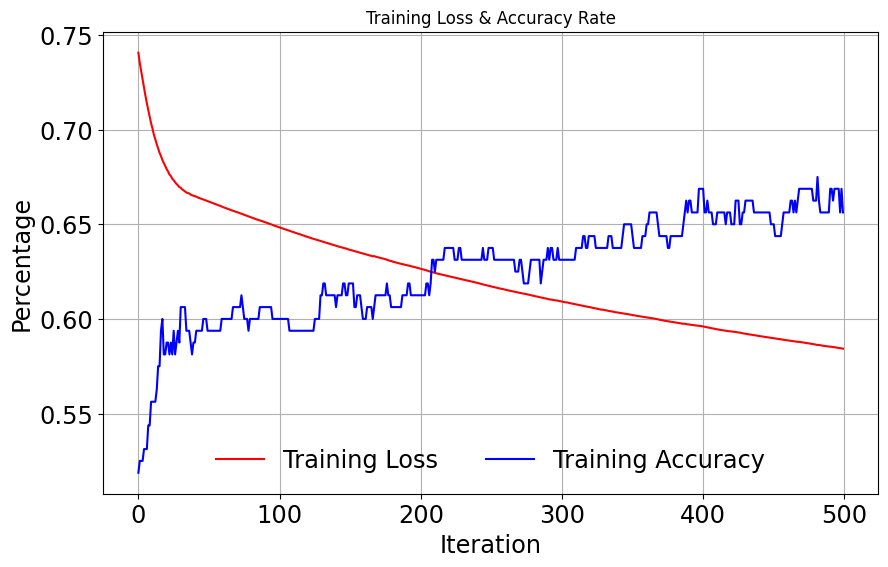 Training Loss & Accuracy Rate
0.75
0.70
0.65
0.60
0.55
Percentage
Training Loss
Training Accuracy
0
100
200
300
400
500
Iteration